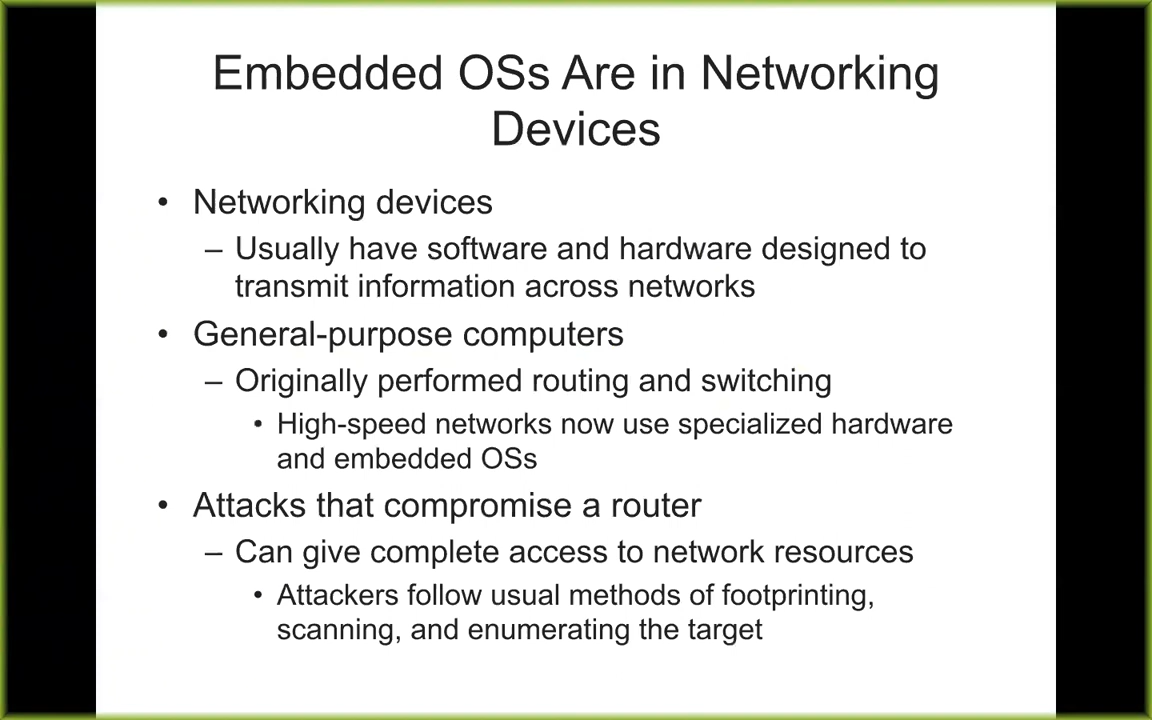 Embedded OSs Are in Networking
Devices
• Networking devices
– Usually have software and hardware designed to
transmit information across networks
• General-purpose computers
– Originally performed routing and switching
• High-speed networks now use specialized hardware
and embedded OSs
• Attacks that compromise a router
– Can give complete access to network resources
• Attackers follow usual methods of footprinting,
scanning, and enumerating the target